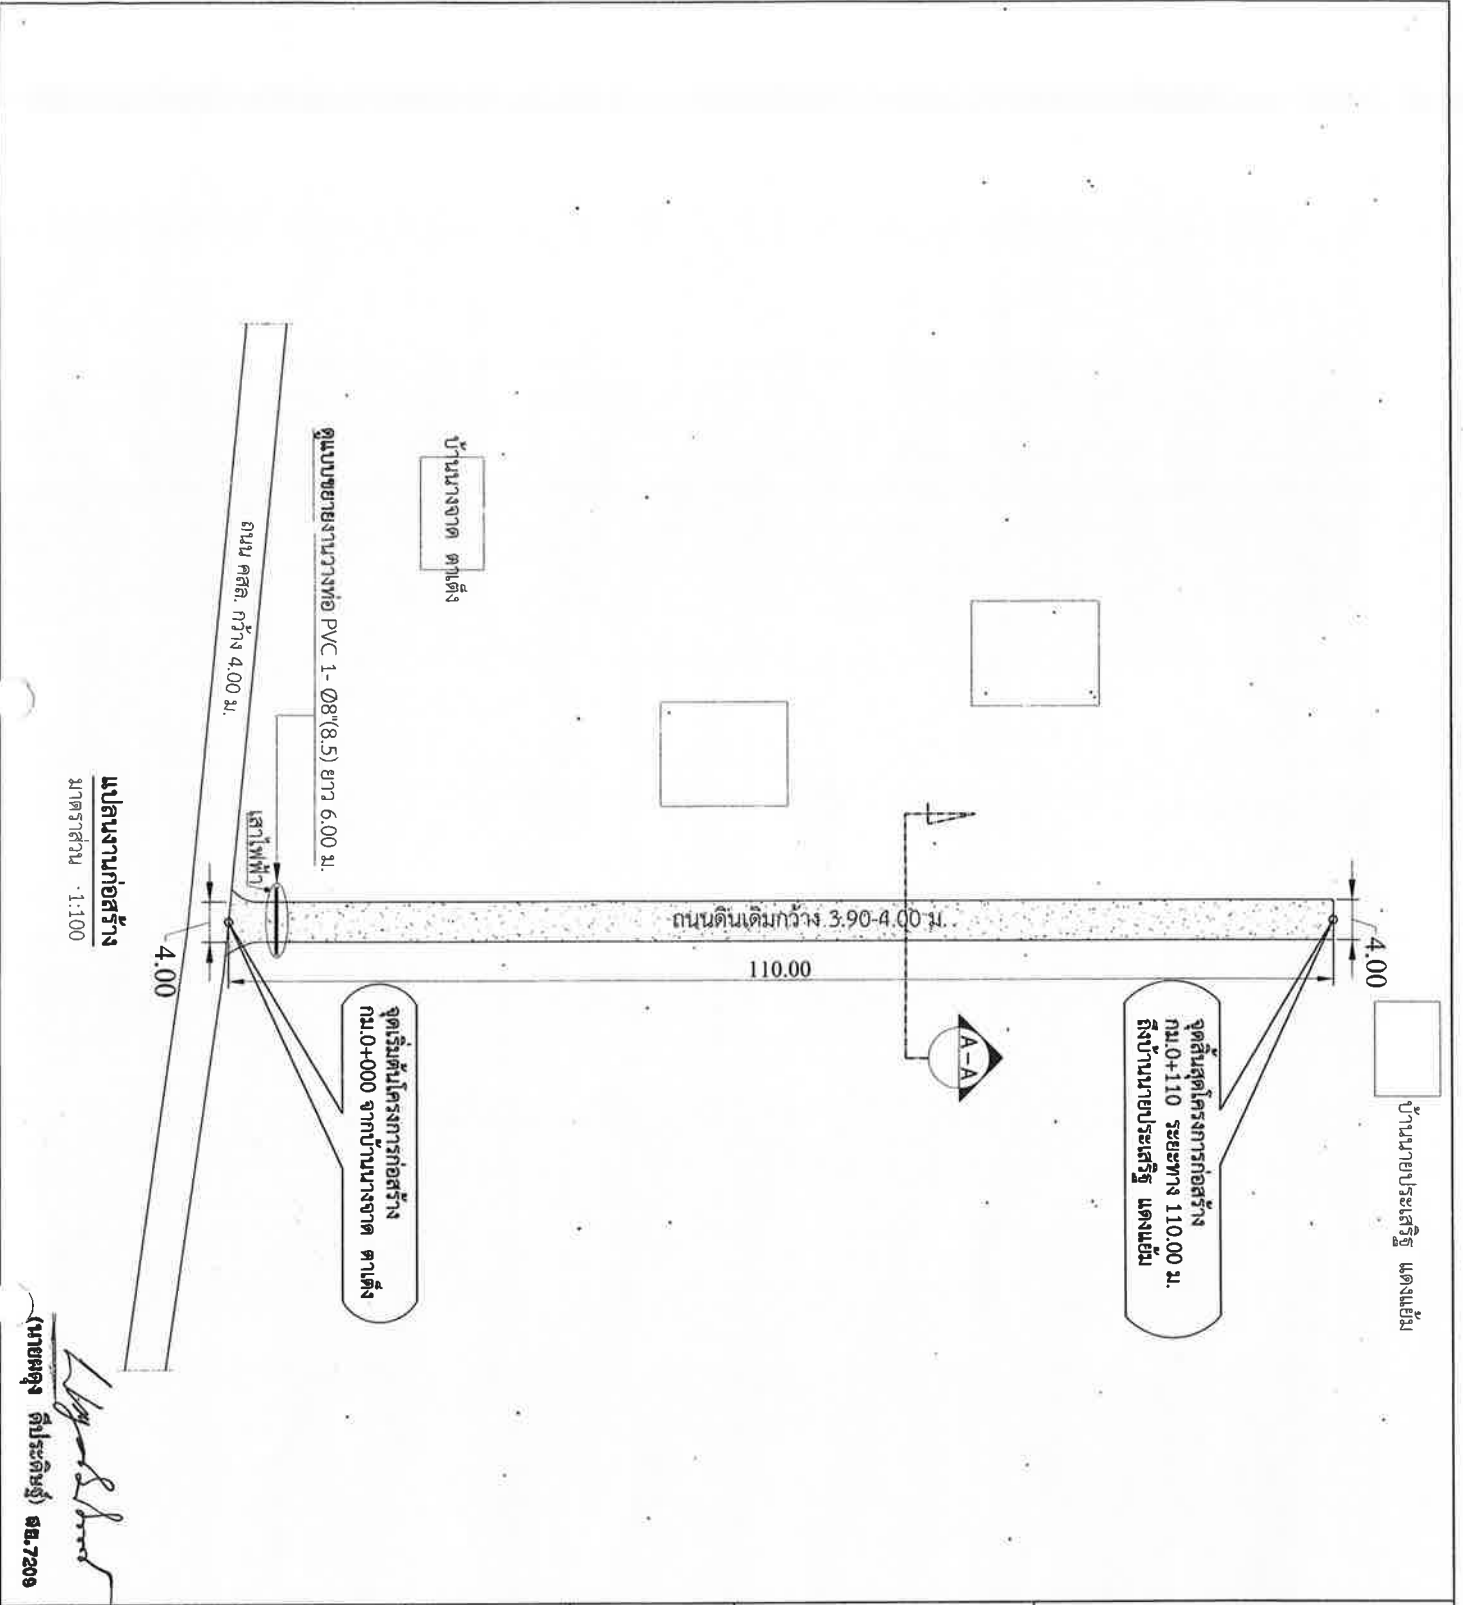 บ้านนายประเสริฐ แดงแย้ม
4.00
จุดสิ้นสุดโครงการก่อสร้าง
กม.0+110 ระยะทาง 110.00 ม.
ถึงบ้านนายประเสริฐ แดงแย้ม
A-A
ถนนดินเดิมกว้าง 3.90-4.00 ม.
110.00
บ้านนางจาด ตาเต็ง
จุดเริ่มต้นโครงการก่อสร้าง
กม.0+000 จากบ้านนางจาด ตาเต็ง
ดูแบบขยายงานวางท่อ PVC 1- Ø8"(8.5) ยาว 6.00 ม.
เสาไฟฟ้า
ถนน คสล. กว้าง 4.00 ม.
4.00
แปลนงานก่อสร้าง
มาตราส่วน 1:100
(นายผดุง ดีประดิษฐ์) สย.7209